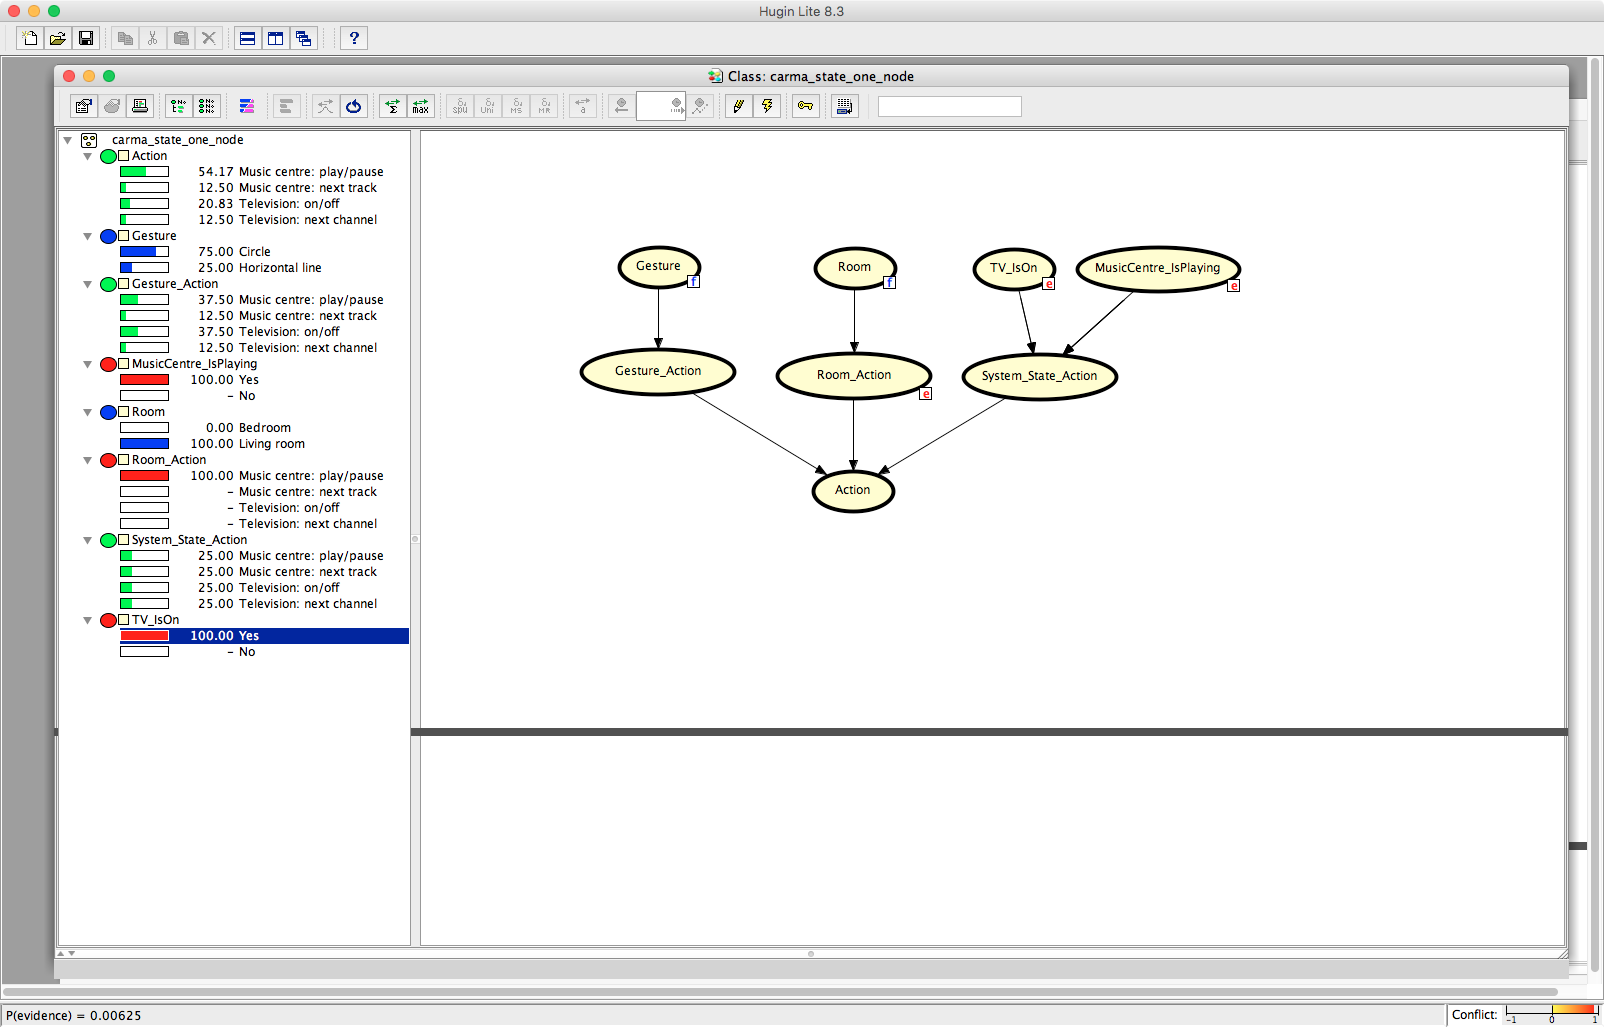 Hugin Lite 8.3
?
Class: carma_state_one_node
Σ
max
δ₄ Uni
δ₄ MS
δ₄ MR
a
carma_state_one_node
Action
54.17 Music centre: play/pause
12.50 Music centre: next track
20.83 Television: on/off
12.50 Television: next channel
Gesture
75.00 Circle
25.00 Horizontal line
Gesture_Action
37.50 Music centre: play/pause
12.50 Music centre: next track
37.50 Television: on/off
12.50 Television: next channel
MusicCentre_IsPlaying
100.00 Yes
– No
Room
0.00 Bedroom
100.00 Living room
Room_Action
100.00 Music centre: play/pause
– Music centre: next track
– Television: on/off
– Television: next channel
System_State_Action
25.00 Music centre: play/pause
25.00 Music centre: next track
25.00 Television: on/off
25.00 Television: next channel
TV_IsOn
100.00 Yes
– No
Gesture
f
Room
f
TV_IsOn
e
MusicCentre_IsPlaying
e
Gesture_Action
Room_Action
e
System_State_Action
Action
P(evidence) = 0.00625
Conflict:
-1 0 1